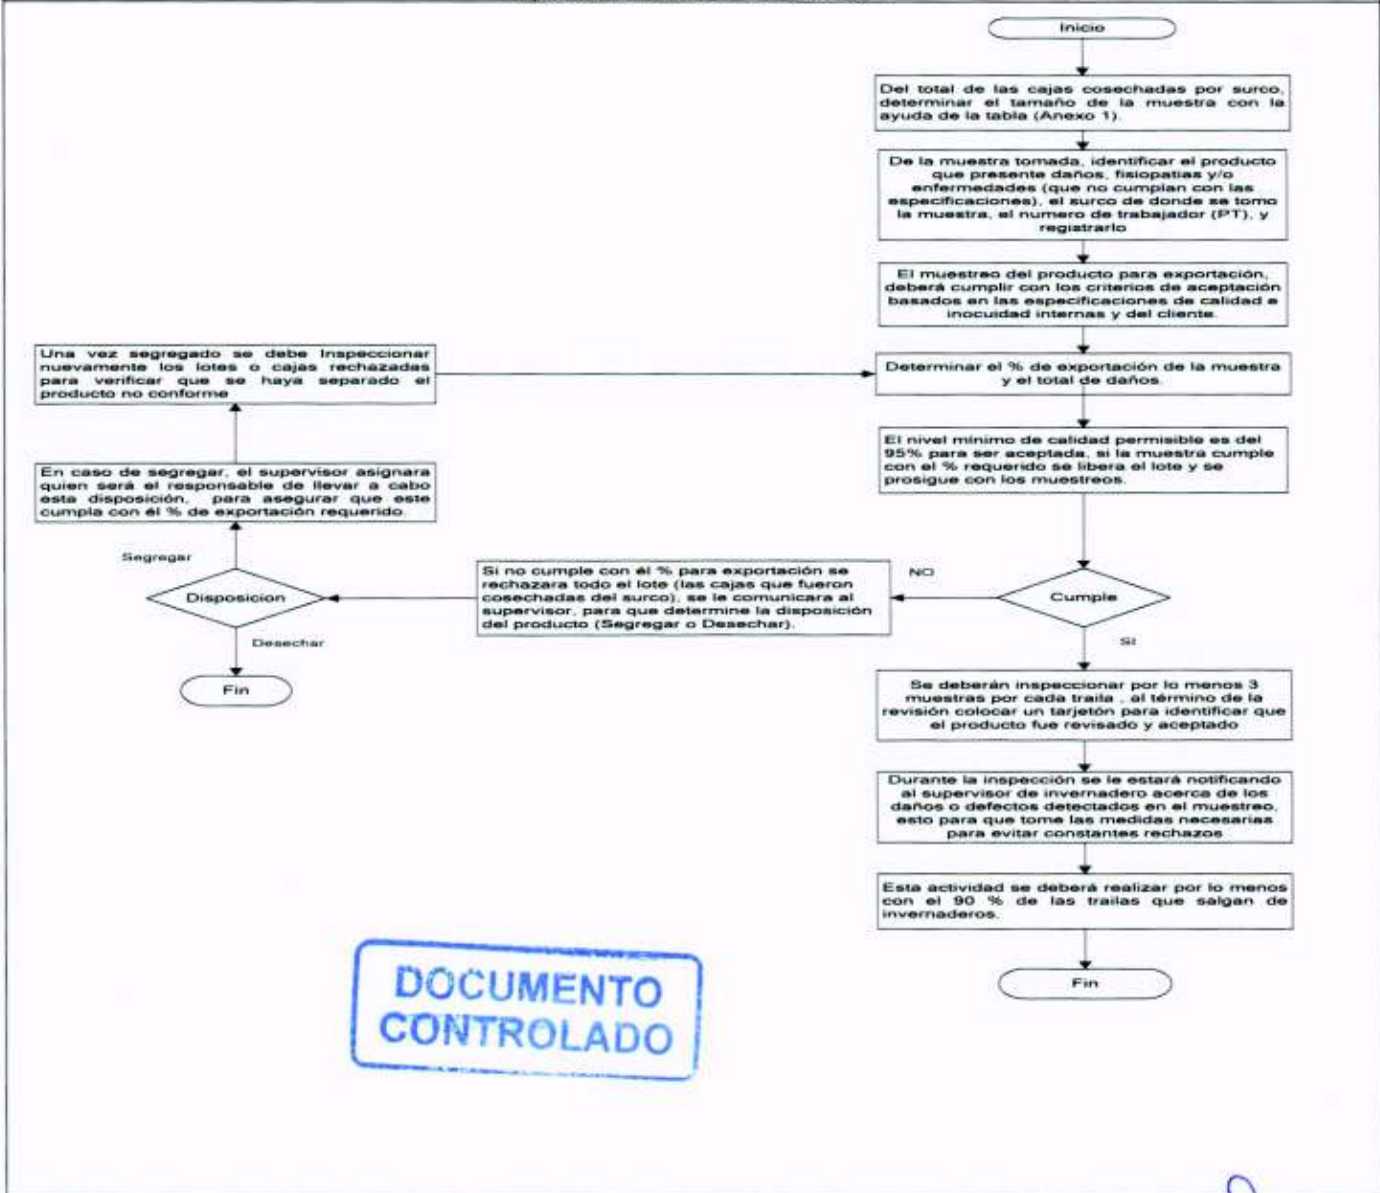 Inicio
Del total de las cajas cosechadas por surco,
determinar el tamaño de la muestra con la
ayuda de la tabla (Anexo 1).
De la muestra tomada, identificar el producto
que presente daños, fisiopatias y/o
enfermedades (que no cumplan con las
especificaciones), el surco de donde se tomo
la muestra, el numero de trabajador (PT), y
registrarlo
El muestreo del producto para exportación,
deberá cumplir con los criterios de aceptación
basados en las especificaciones de calidad e
inocuidad internas y del cliente.
Determinar el % de exportación de la muestra
y el total de daños.
El nivel mínimo de calidad permisible es del
95% para ser aceptada, si la muestra cumple
con el % requerido se libera el lote y se
prosigue con los muestreos.
Cumple
NO
SI
Si no cumple con él % para exportación se
rechazara todo el lote (las cajas que fueron
cosechadas del surco), se le comunicara al
supervisor, para que determine la disposición
del producto (Segregar o Desechar).
Disposicion
Segregar
Desechar
Fin
En caso de segregar, el supervisor asignara
quien será el responsable de llevar a cabo
esta disposición, para asegurar que este
cumpla con él % de exportación requerido.
Una vez segregado se debe Inspeccionar
nuevamente los lotes o cajas rechazadas
para verificar que se haya separado el
producto no conforme
Se deberán inspeccionar por lo menos 3
muestras por cada traila , al término de la
revisión colocar un tarjetón para identificar que
el producto fue revisado y aceptado
Durante la inspección se le estará notificando
al supervisor de invernadero acerca de los
daños o defectos detectados en el muestreo,
esto para que tome las medidas necesarias
para evitar constantes rechazos
Esta actividad se deberá realizar por lo menos
con el 90 % de las trailas que salgan de
invernaderos.
Fin
DOCUMENTO
CONTROLADO